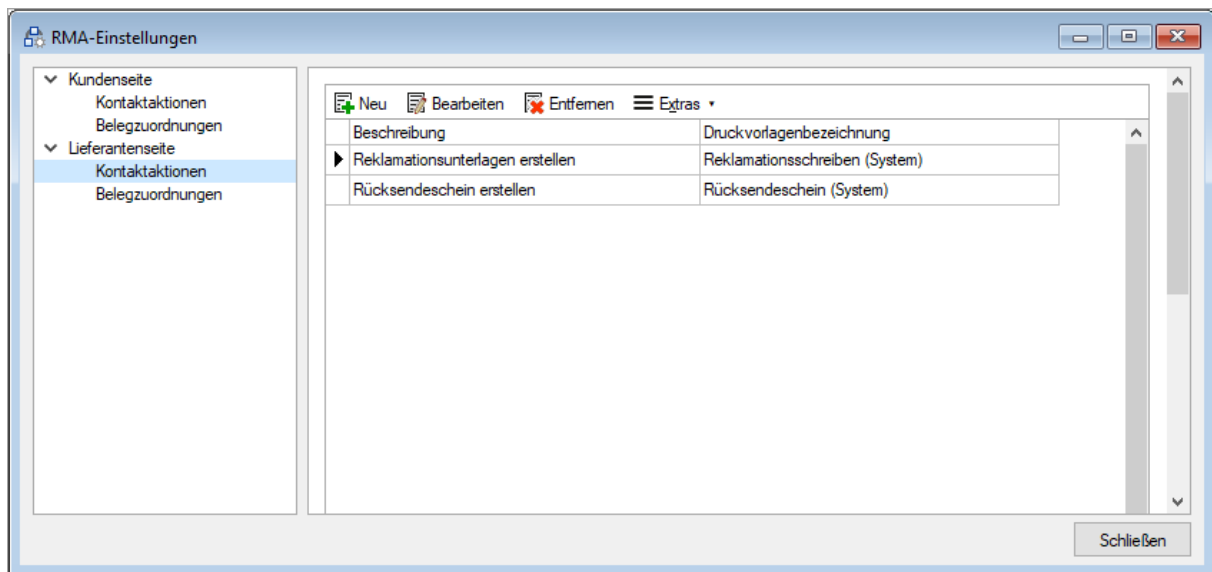 RMA-Einstellungen
Kundenseite
Kontaktaktionen
Belegzuordnungen
Lieferantenseite
Kontaktaktionen
Belegzuordnungen
Neu Bearbeiten Entfernen Extras
Beschreibung Druckvorlagenbezeichnung
Reklamationsunterlagen erstellen Reklamationsschreiben (System)
Rücksendeschein erstellen Rücksendeschein (System)
Schließen